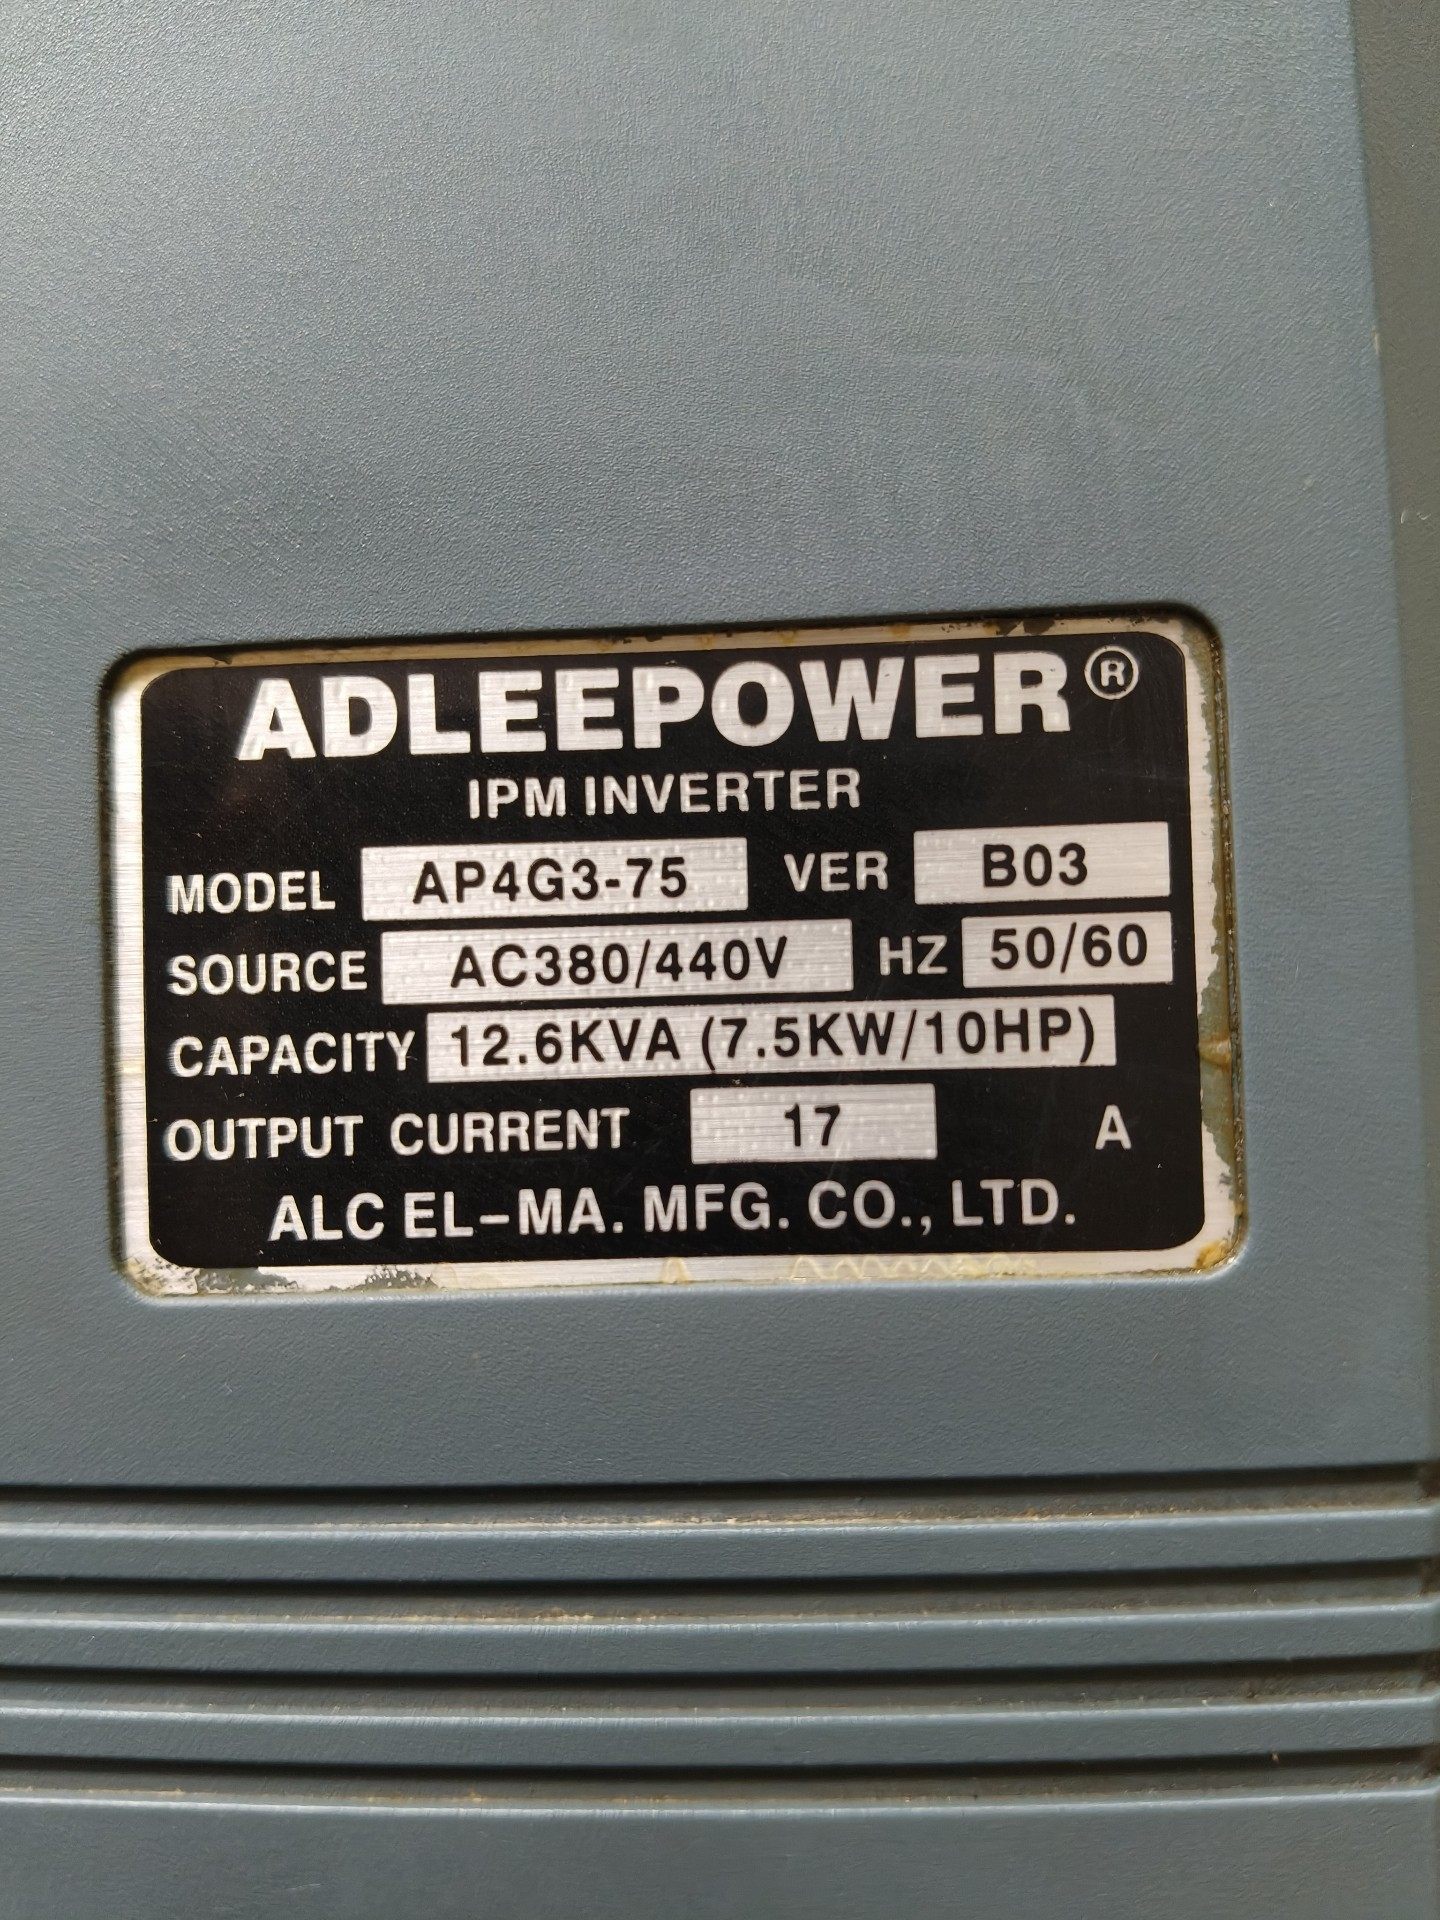 ADLEEPOWER®
IPM INVERTER
MODEL AP4G3-75 VER B03
SOURCE AC380/440V HZ 50/60
CAPACITY 12.6KVA (7.5KW/10HP)
OUTPUT CURRENT 17 A
ALC EL-MA. MFG. CO., LTD.